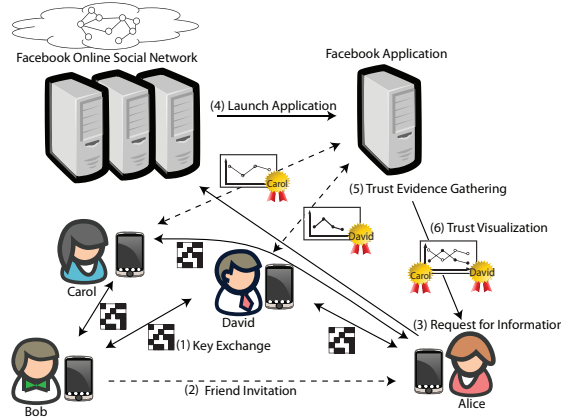 Facebook Online Social Network
Facebook Application
(4) Launch Application
Carol
(5) Trust Evidence Gathering
David
(6) Trust Visualization
Carol
David
Carol
David
(3) Request for Information
(1) Key Exchange
(2) Friend Invitation
Bob
Alice